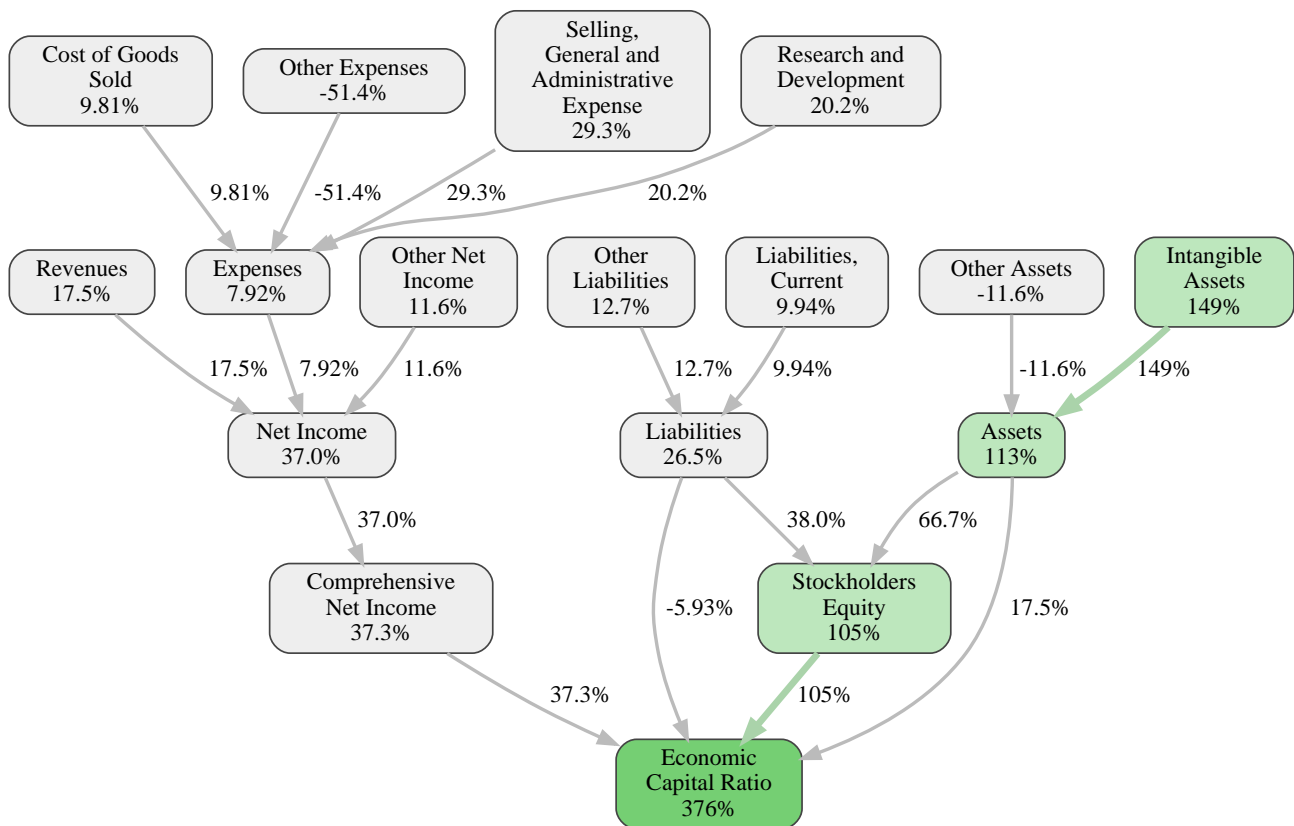 Cost of Goods
Sold
9.81%
Other Expenses
-51.4%
Selling,
General and
Administrative
Expense
29.3%
Research and
Development
20.2%
9.81%
-51.4%
29.3%
20.2%
Revenues
17.5%
Expenses
7.92%
Other Net
Income
11.6%
Other
Liabilities
12.7%
Liabilities,
Current
9.94%
Other Assets
-11.6%
Intangible
Assets
149%
17.5%
7.92%
11.6%
12.7%
9.94%
-11.6%
149%
Net Income
37.0%
Liabilities
26.5%
Assets
113%
37.0%
38.0%
66.7%
Comprehensive
Net Income
37.3%
-5.93%
Stockholders
Equity
105%
17.5%
37.3%
105%
Economic
Capital Ratio
376%